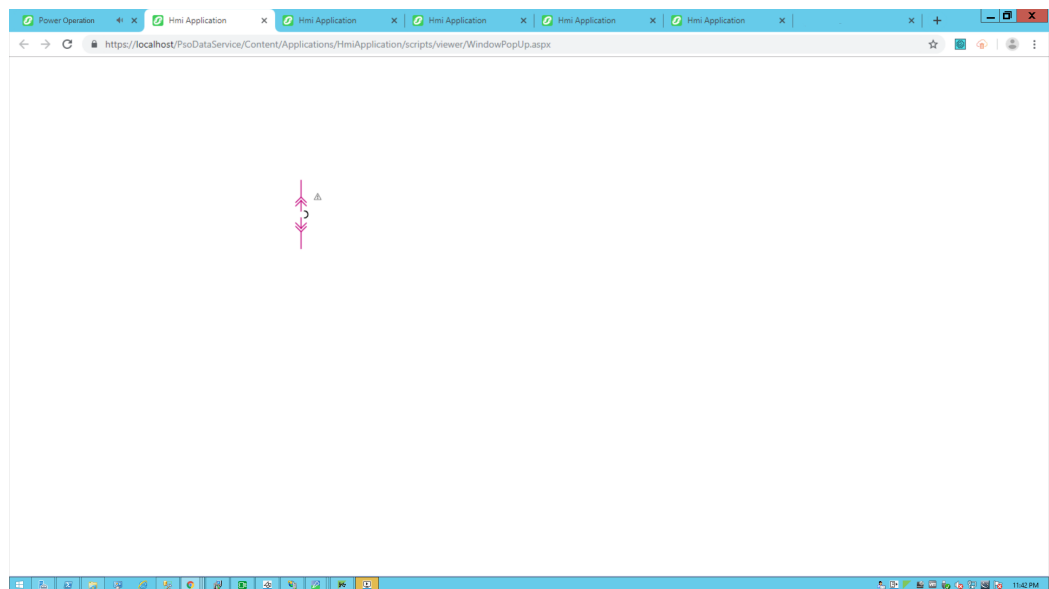 Power Operation
Hmi Application
Hmi Application
Hmi Application
Hmi Application
Hmi Application
https://localhost/PsoDataService/Content/Applications/HmiApplication/scripts/viewer/WindowPopUp.aspx
11:42 PM